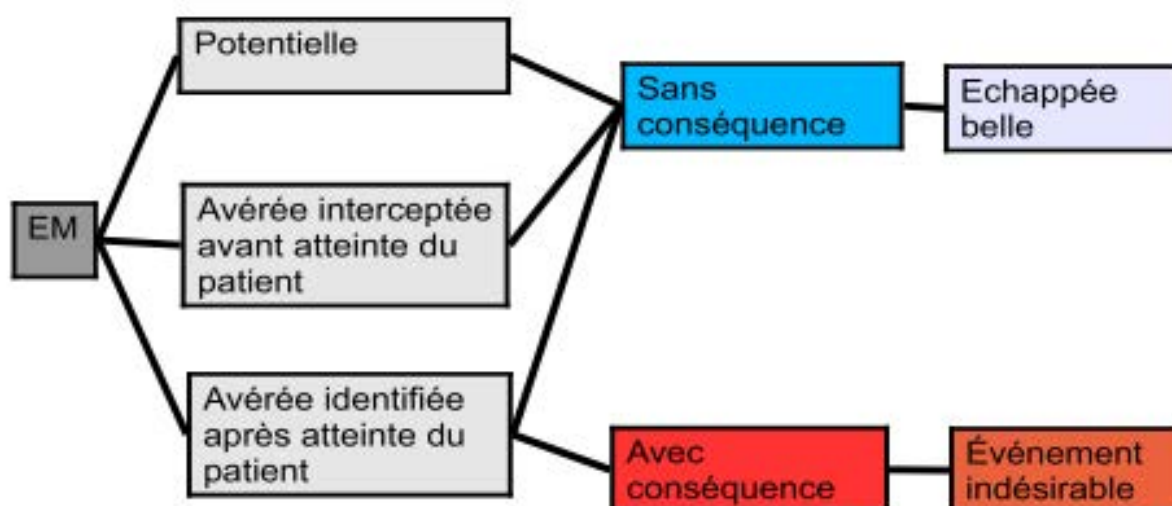 Potentielle
Sans
conséquence
Echappée
belle
EM
Avérée interceptée
avant atteinte du
patient
Avérée identifiée
après atteinte du
patient
Avec
conséquence
Événement
indésirable